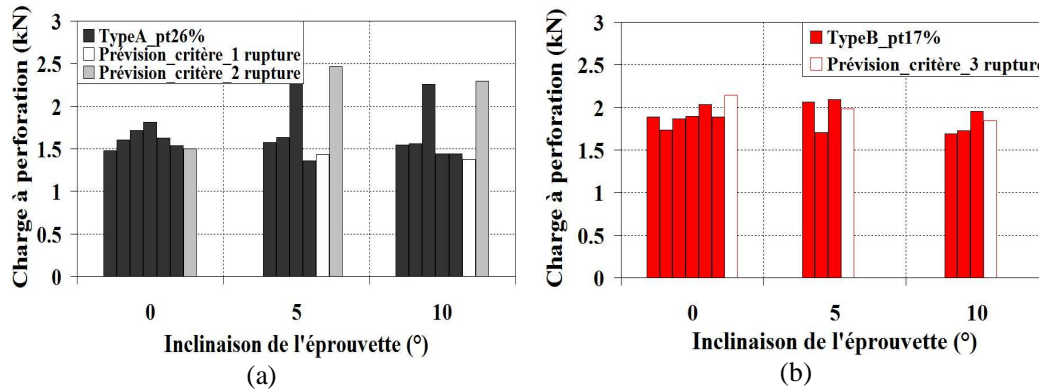 Charge à perforation (kN)
3
2.5
2
1.5
1
0.5
0
TypeA_pt26%
Prévision_critère_1 rupture
Prévision_critère_2 rupture
0 5 10
Inclinaison de l'éprouvette (°)
(a)
Charge à perforation (kN)
3
2.5
2
1.5
1
0.5
0
TypeB_pt17%
Prévision_critère_3 rupture
0 5 10
Inclinaison de l'éprouvette (°)
(b)